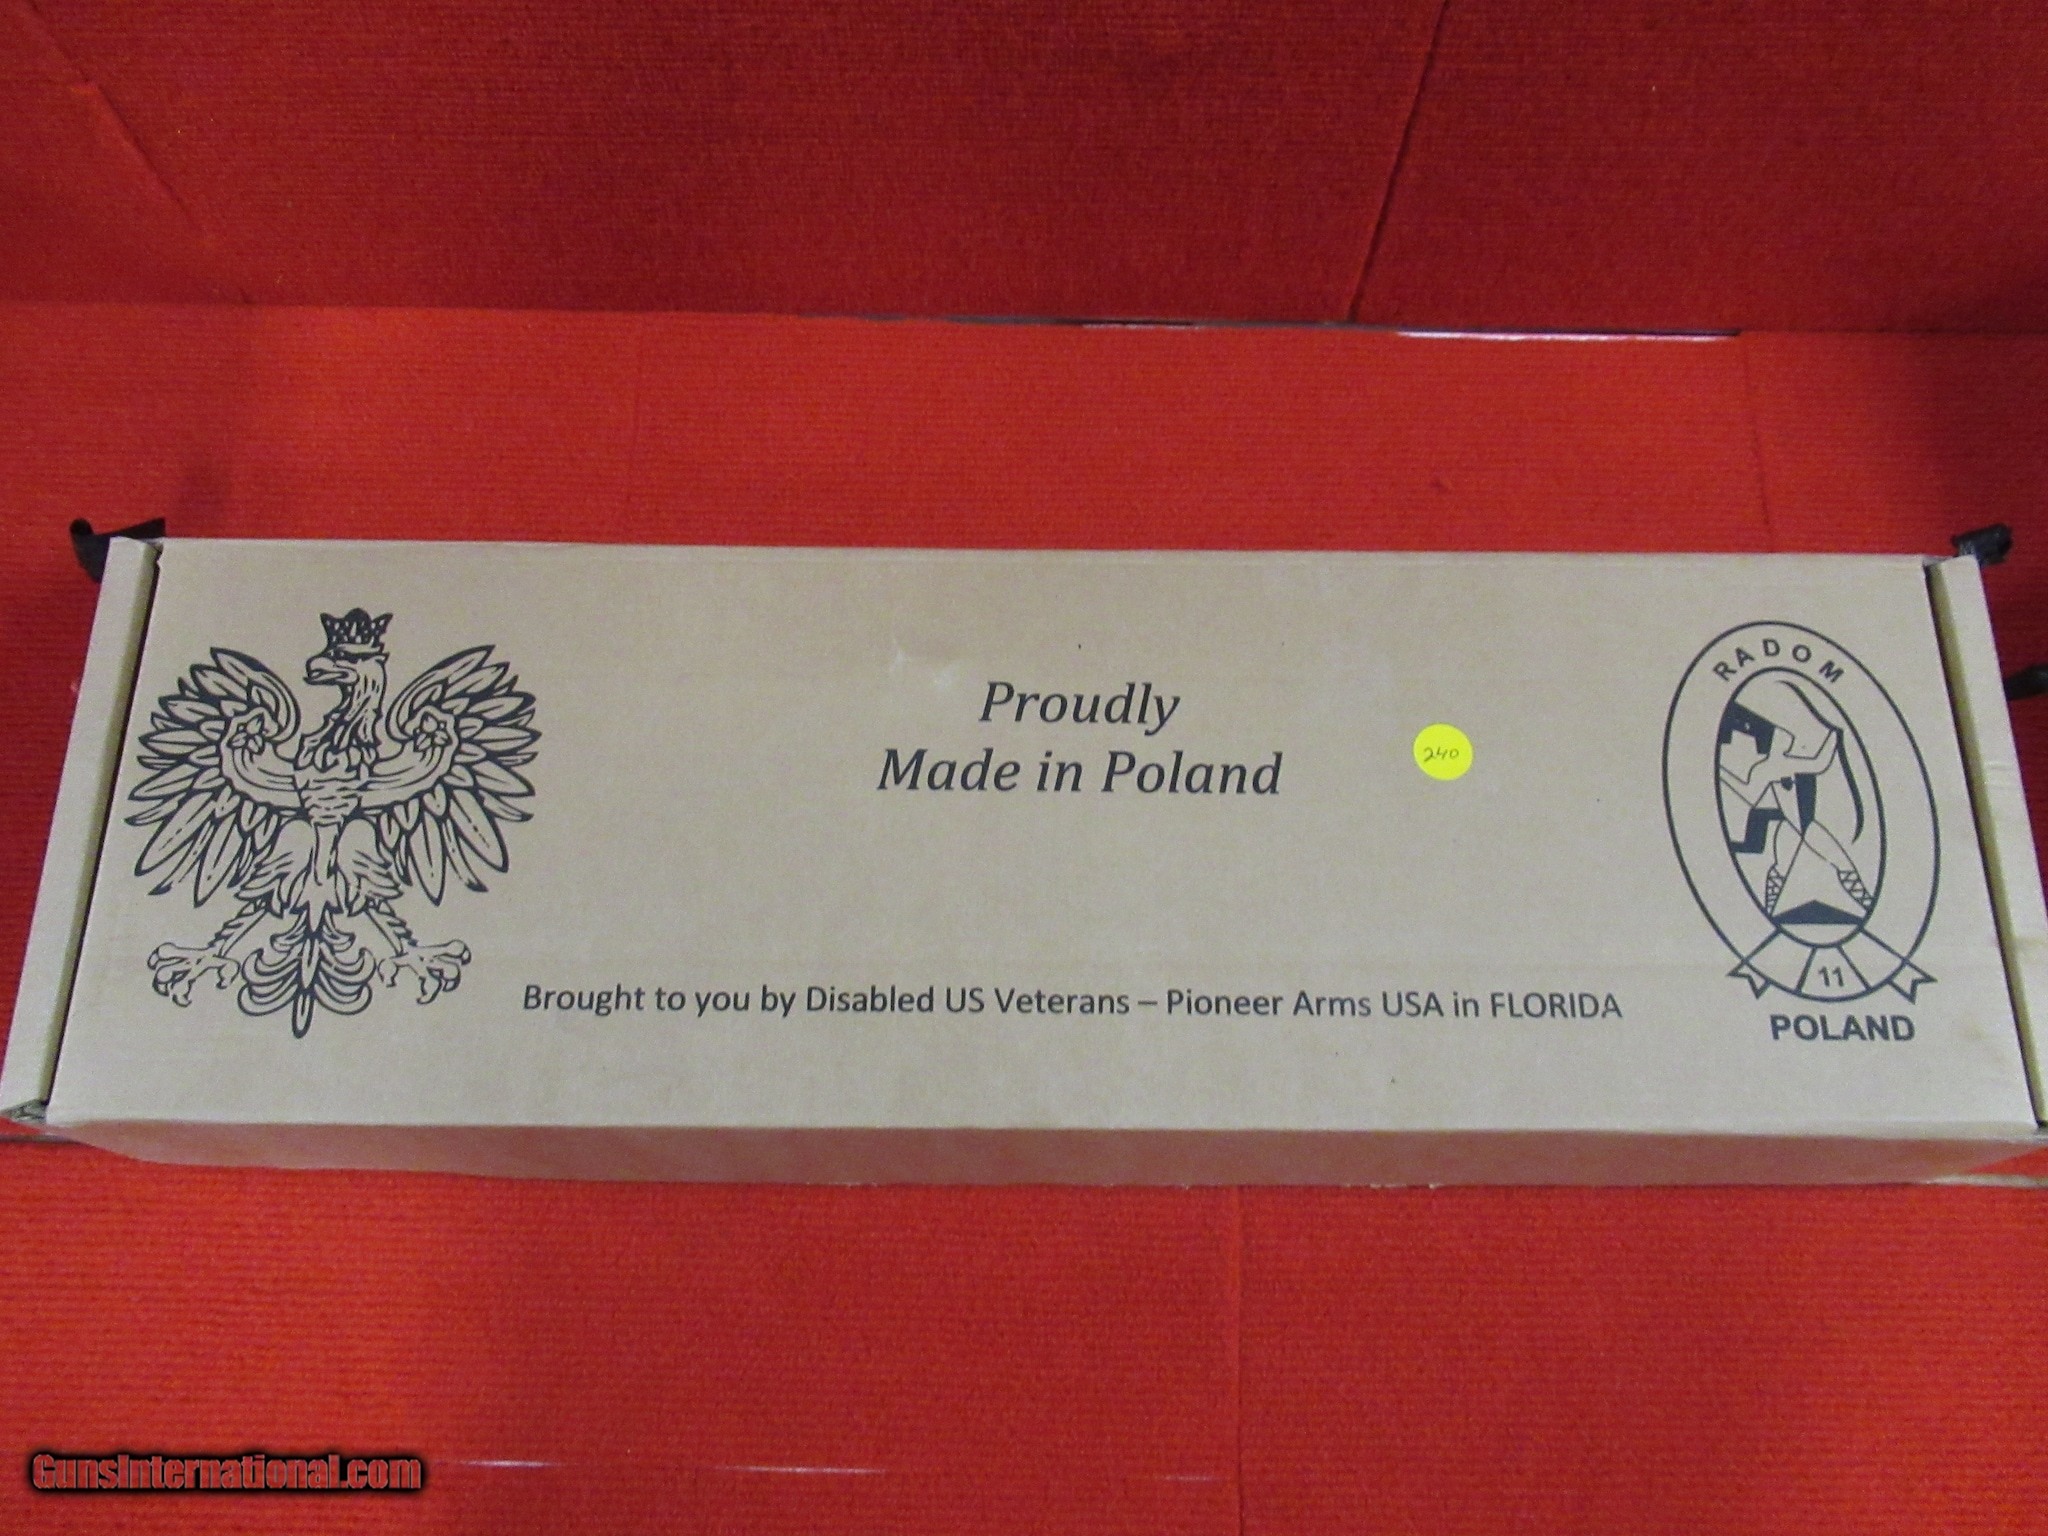 RADOM
Proudly
Made in Poland
240
11
Brought to you by Disabled US Veterans – Pioneer Arms USA in FLORIDA
POLAND
GunsInternational.com